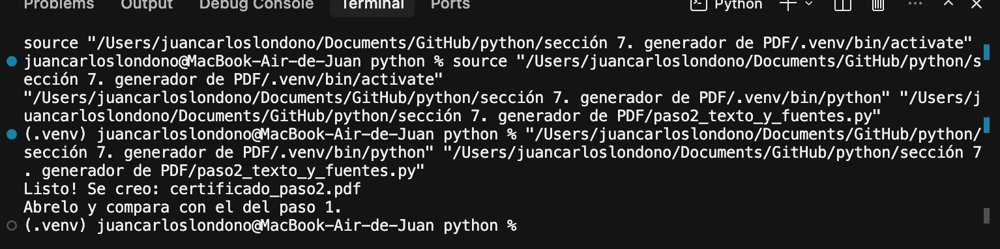 Problems Output Debug Console Terminal Ports Python
source "/Users/juancarloslondono/Documents/GitHub/python/sección 7. generador de PDF/.venv/bin/activate"
juancarloslondono@MacBook-Air-de-Juan python % source "/Users/juancarloslondono/Documents/GitHub/python/s
ección 7. generador de PDF/.venv/bin/activate"
"/Users/juancarloslondono/Documents/GitHub/python/sección 7. generador de PDF/.venv/bin/python" "/Users/j
uancarloslondono/Documents/GitHub/python/sección 7. generador de PDF/paso2_texto_y_fuentes.py"
(.venv) juancarloslondono@MacBook-Air-de-Juan python % "/Users/juancarloslondono/Documents/GitHub/python/
sección 7. generador de PDF/.venv/bin/python" "/Users/juancarloslondono/Documents/GitHub/python/sección 7
. generador de PDF/paso2_texto_y_fuentes.py"
Listo! Se creo: certificado_paso2.pdf
Abrelo y compara con el del paso 1.
(.venv) juancarloslondono@MacBook-Air-de-Juan python %